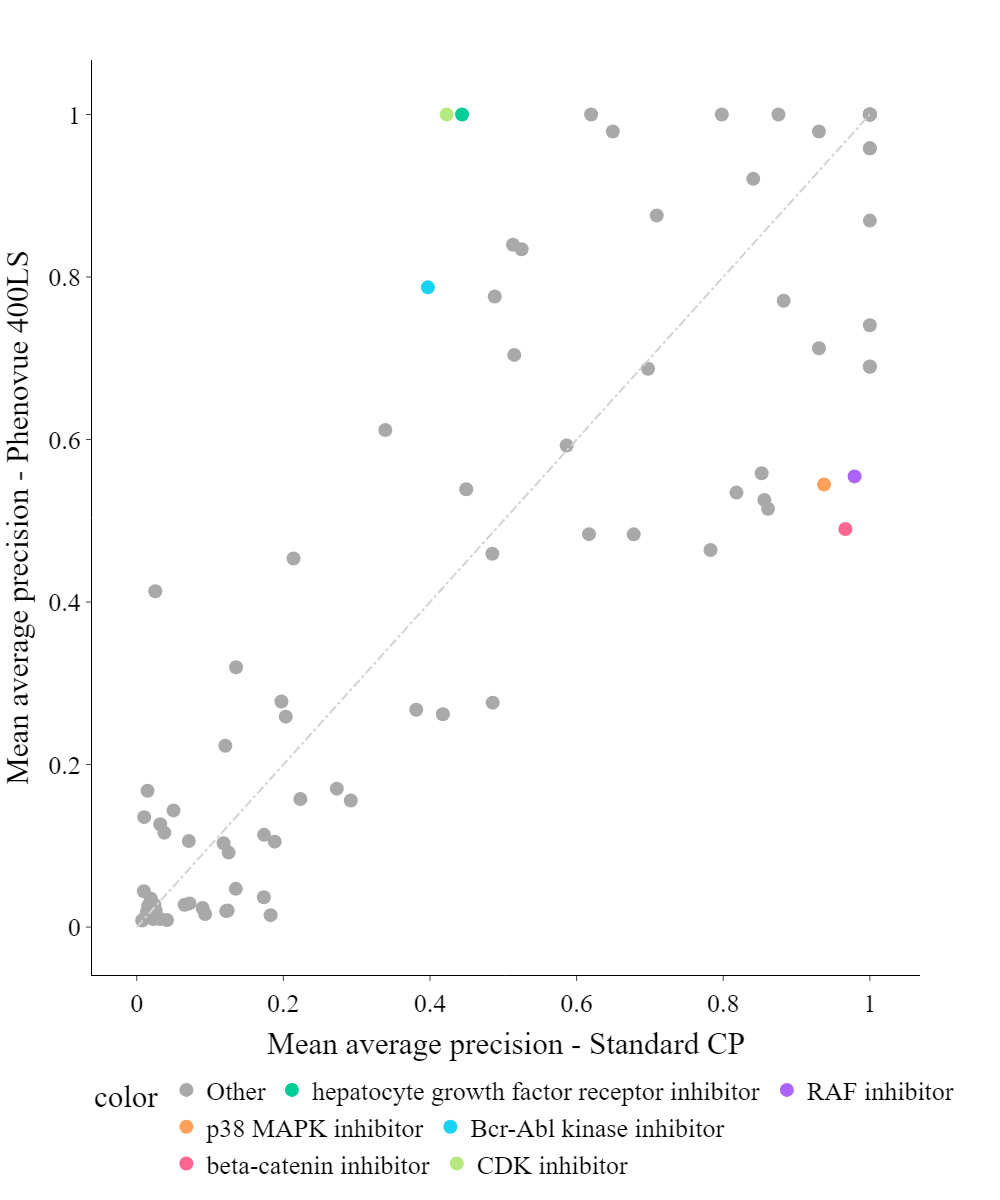 1
0.8
0.6
0.4
0.2
0
Mean average precision - Phenovue 400LS
0 0.2 0.4 0.6 0.8 1
Mean average precision - Standard CP
color Other hepatocyte growth factor receptor inhibitor RAF inhibitor
p38 MAPK inhibitor Bcr-Abl kinase inhibitor
beta-catenin inhibitor CDK inhibitor